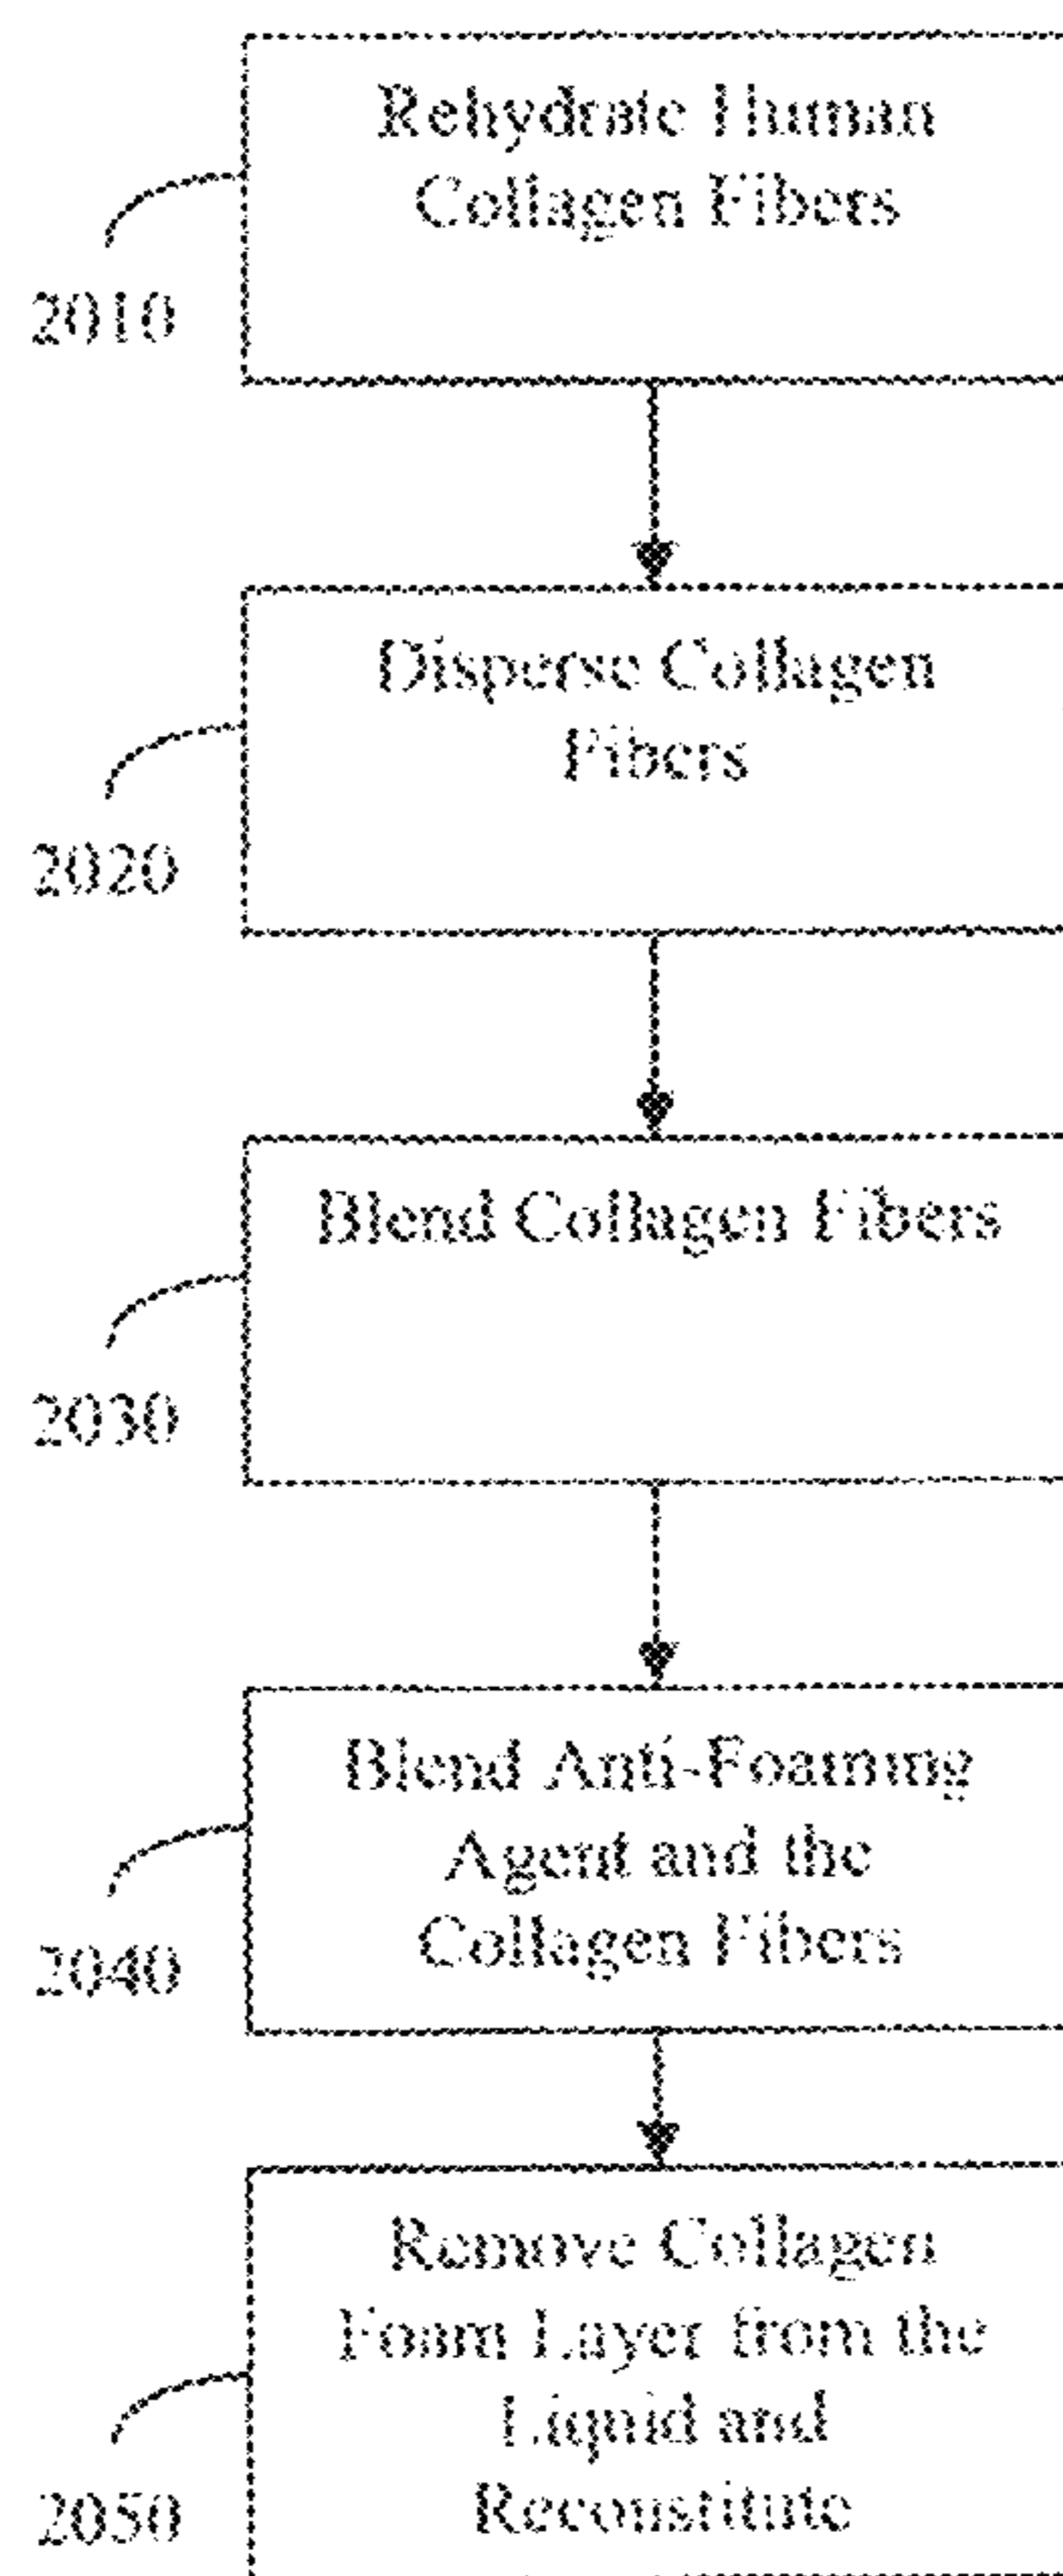 Rehydrate Human
Collagen Fibers
2010
Disperse Collagen
Fibers
2020
Blend Collagen Fibers
2030
Blend Anti-Foaming
Agent and the
Collagen Fibers
2040
Remove Collagen
Foam Layer from the
Liquid and
Reconstitute
2050